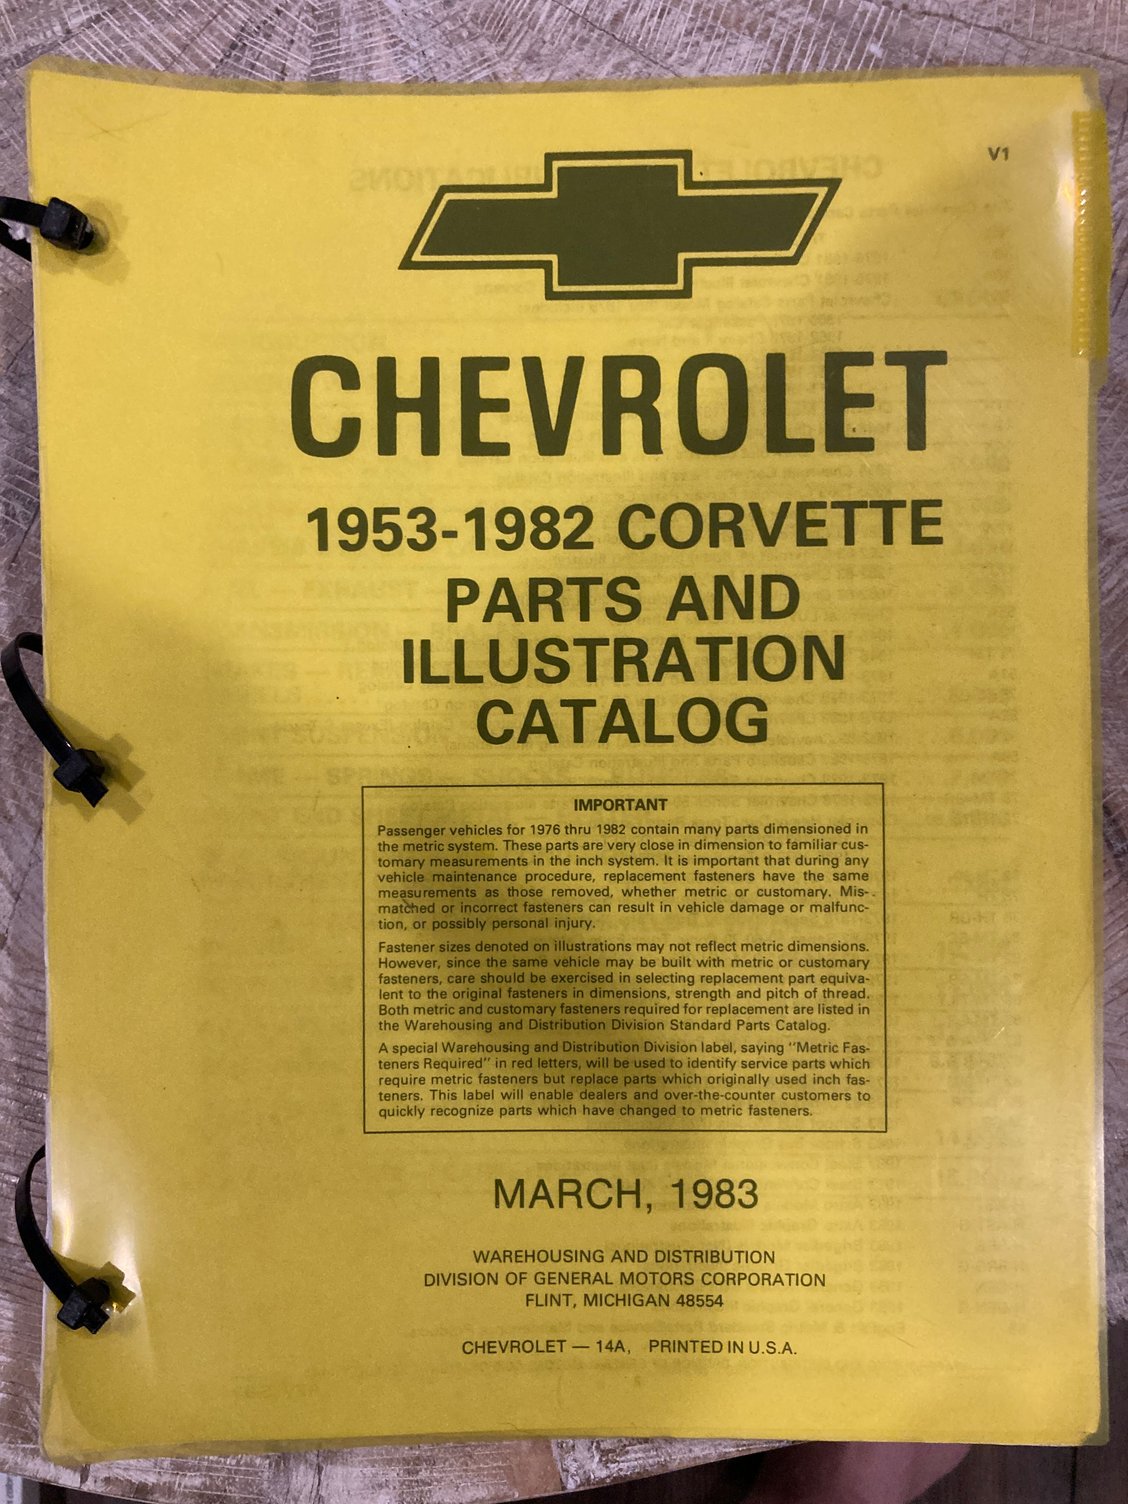 V1
CHEVROLET
1953-1982 CORVETTE
PARTS AND
ILLUSTRATION
CATALOG
IMPORTANT
Passenger vehicles for 1976 thru 1982 contain many parts dimensioned in
the metric system. These parts are very close in dimension to familiar cus-
tomary measurements in the inch system. It is important that during any
vehicle maintenance procedure, replacement fasteners have the same
measurements as those removed, whether metric or customary. Mis-
matched or incorrect fasteners can result in vehicle damage or malfunc-
tion, or possibly personal injury.
Fastener sizes denoted on illustrations may not reflect metric dimensions.
However, since the same vehicle may be built with metric or customary
fasteners, care should be exercised in selecting replacement part equiva-
lent to the original fasteners in dimensions, strength and pitch of thread.
Both metric and customary fasteners required for replacement are listed in
the Warehousing and Distribution Division Standard Parts Catalog.
A special Warehousing and Distribution Division label, saying "Metric Fas-
teners Required" in red letters, will be used to identify service parts which
require metric fasteners but replace parts which originally used inch fas-
teners. This label will enable dealers and over-the-counter customers to
quickly recognize parts which have changed to metric fasteners.
MARCH, 1983
WAREHOUSING AND DISTRIBUTION
DIVISION OF GENERAL MOTORS CORPORATION
FLINT, MICHIGAN 48554
CHEVROLET — 14A, PRINTED IN U.S.A.